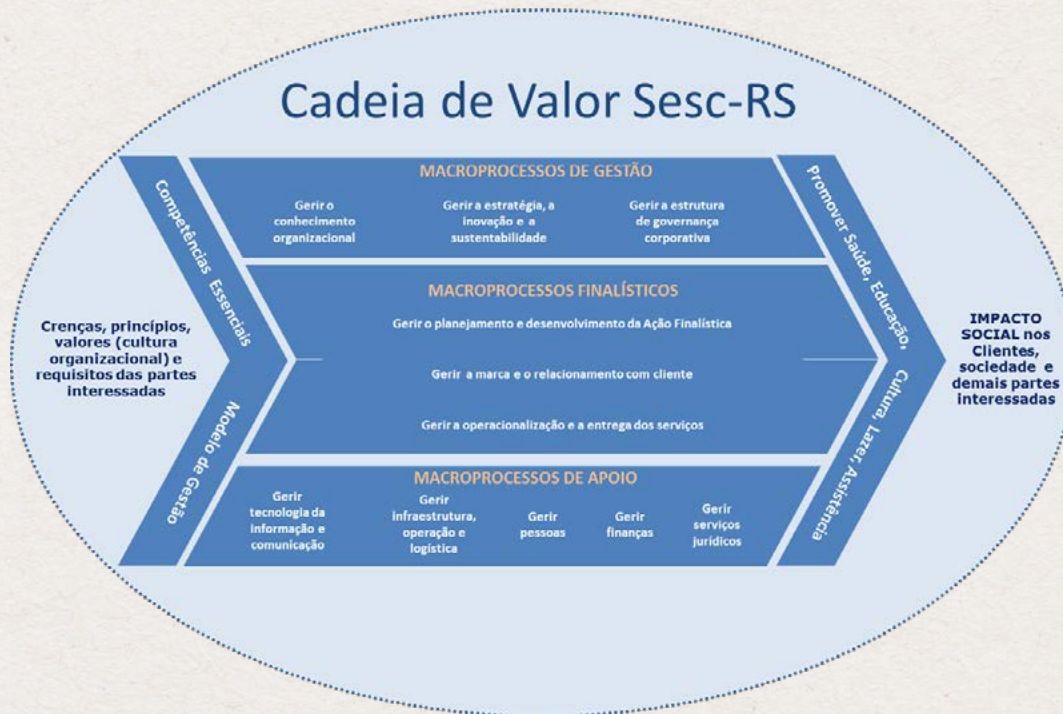 Cadeia de Valor Sesc-RS
Crenças, princípios,
valores (cultura
organizacional) e
requisitos das partes
interessadas
Competências Essenciais
Modelo de Gestão
MACROPROCESSOS DE GESTÃO
Gerir o
conhecimento
organizacional
Gerir a estratégia, a
inovação e a
sustentabilidade
Gerir a estrutura
de governança
corporativa
MACROPROCESSOS FINALÍSTICOS
Gerir o planejamento e desenvolvimento da Ação Finalística
Gerir a marca e o relacionamento com cliente
Gerir a operacionalização e a entrega dos serviços
MACROPROCESSOS DE APOIO
Gerir
tecnologia da
informação e
comunicação
Gerir
infraestrutura,
operação e
logística
Gerir
pessoas
Gerir
finanças
Gerir
serviços
jurídicos
Promover Saúde, Educação,
Cultura, Lazer, Assistência
IMPACTO
SOCIAL nos
Clientes,
sociedade e
demais partes
interessadas